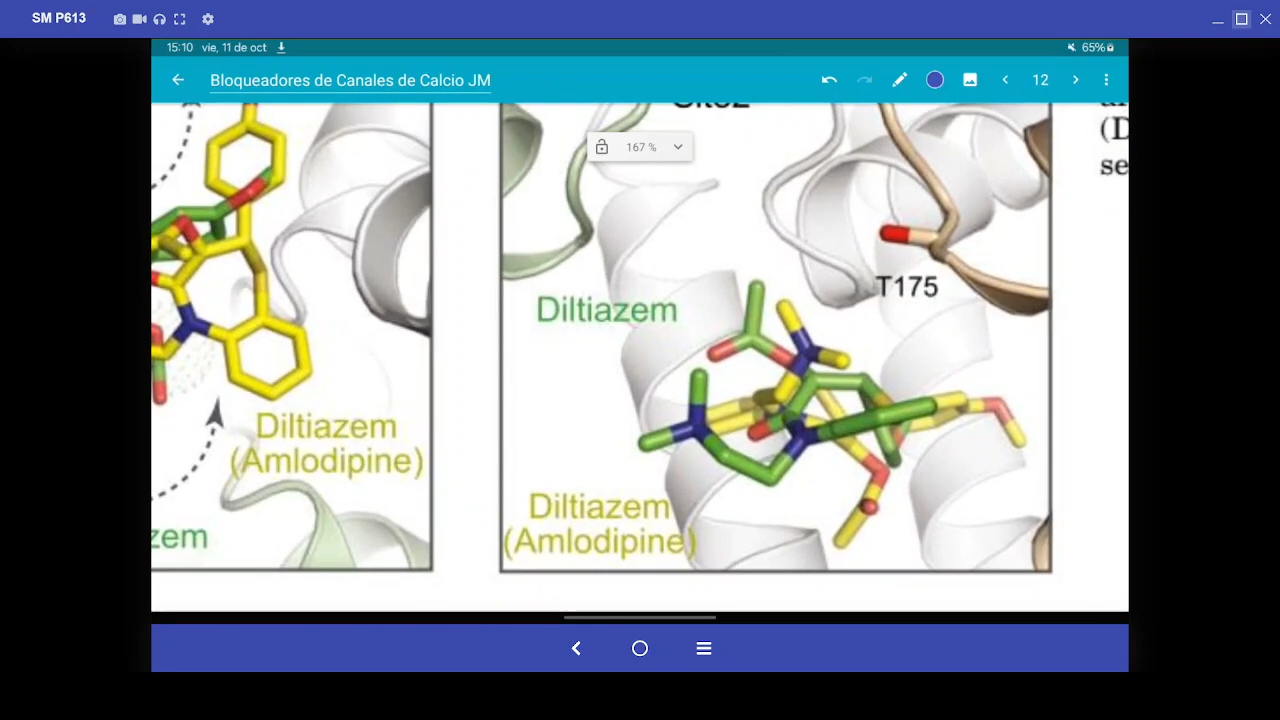 SM P613
15:10 vie, 11 de oct
65%
Bloqueadores de Canales de Calcio JM
12
167 %
(D
se
T175
Diltiazem
Diltiazem
(Amlodipine)
Diltiazem
(Amlodipine)
zem